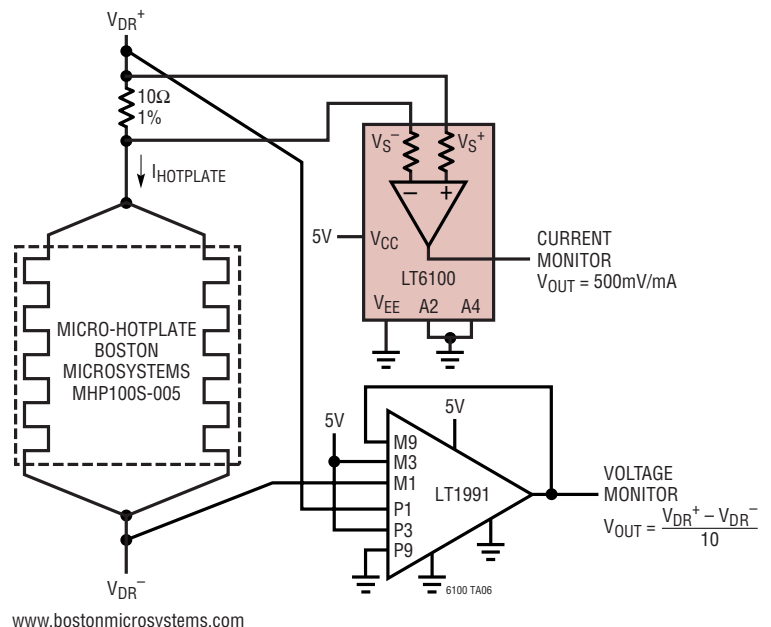 VDR+
10Ω
1%
IHOTPLATE
VS–
VS+
–
+
5V
VCC
LT6100
VEE
A2
A4
CURRENT
MONITOR
VOUT = 500mV/mA
MICRO-HOTPLATE
BOSTON
MICROSYSTEMS
MHP100S-005
5V
5V
M9
M3
M1
P1
P3
P9
LT1991
VOLTAGE
MONITOR
VOUT = VDR+ – VDR–
10
VDR–
6100 TA06
www.bostonmicrosystems.com